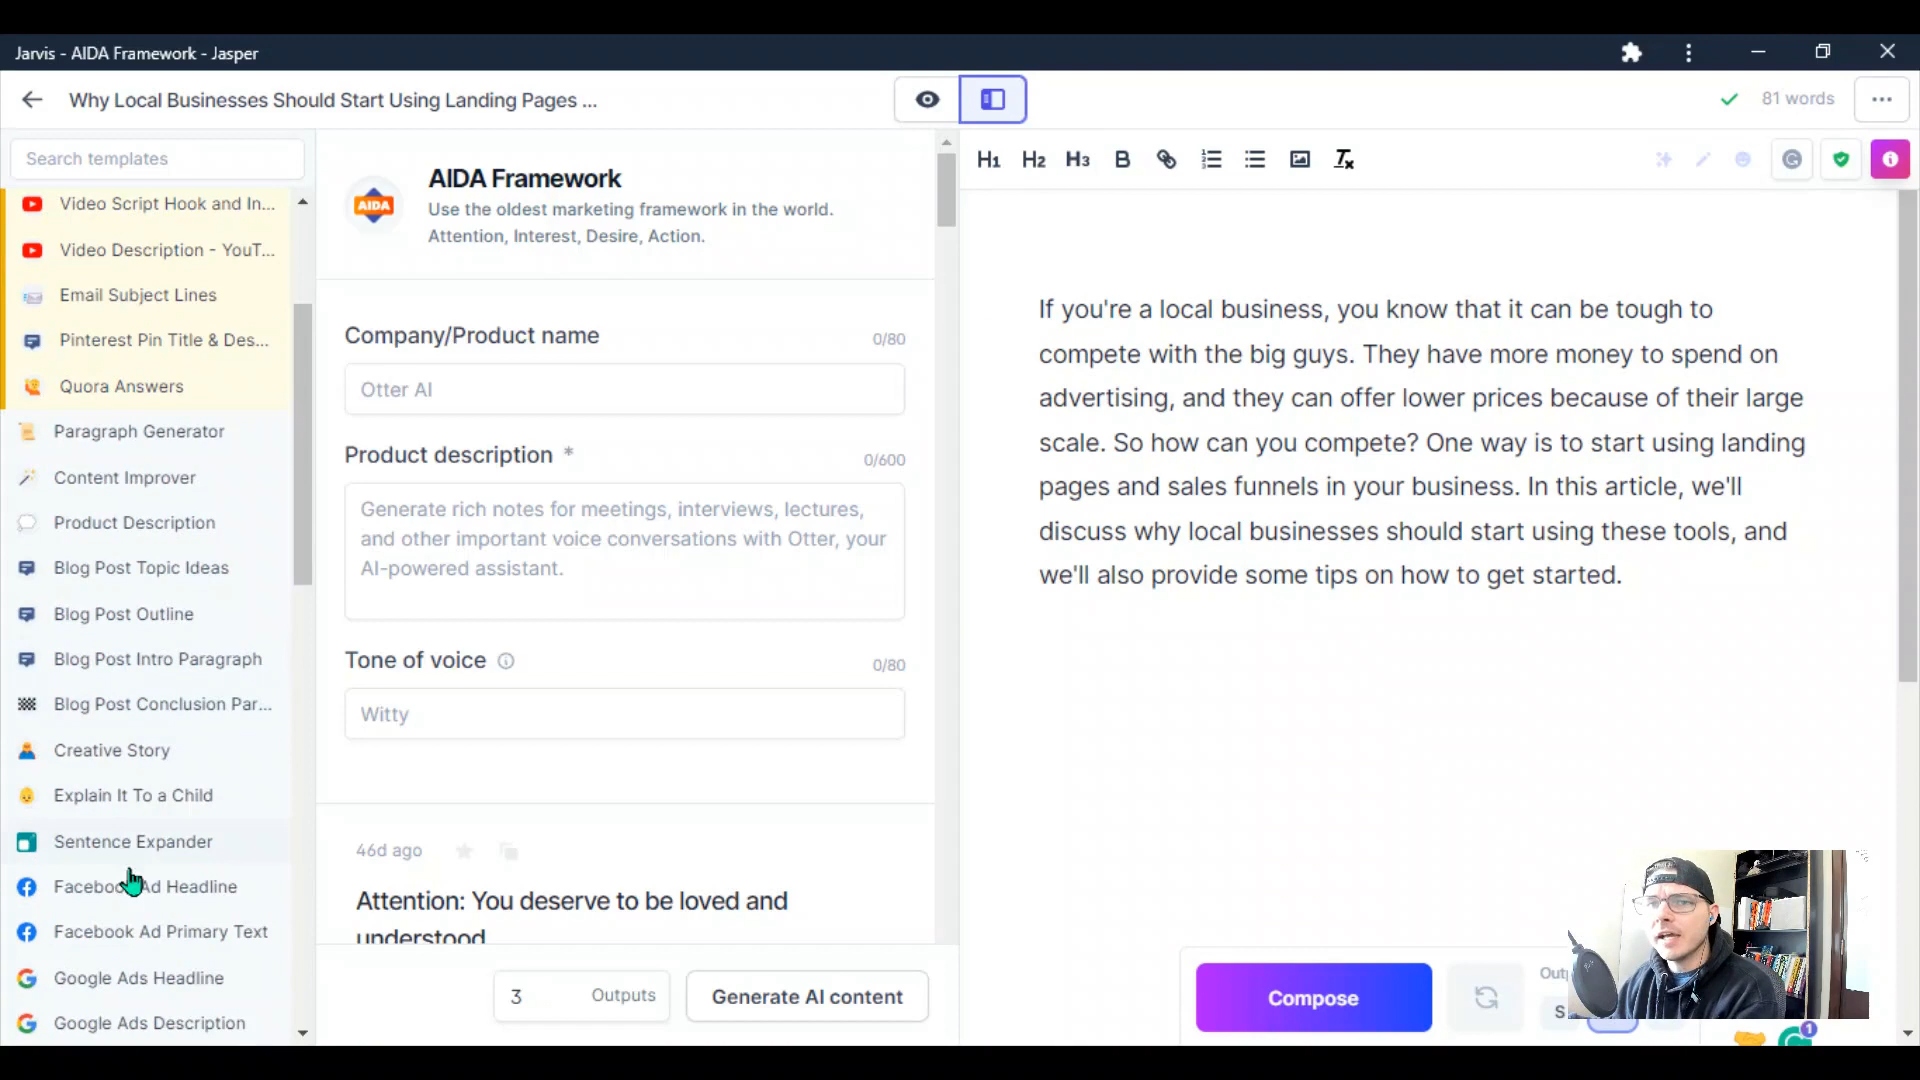 Jarvis - AIDA Framework - Jasper
Why Local Businesses Should Start Using Landing Pages ...
81 words
Search templates
Video Script Hook and In...
Video Description - YouT...
Email Subject Lines
Pinterest Pin Title & Des...
Quora Answers
Paragraph Generator
Content Improver
Product Description
Blog Post Topic Ideas
Blog Post Outline
Blog Post Intro Paragraph
Blog Post Conclusion Par...
Creative Story
Explain It To a Child
Sentence Expander
Facebook Ad Headline
Facebook Ad Primary Text
Google Ads Headline
Google Ads Description
AIDA
AIDA Framework
Use the oldest marketing framework in the world.
Attention, Interest, Desire, Action.
Company/Product name
0/80
Otter AI
Product description *
0/600
Generate rich notes for meetings, interviews, lectures,
and other important voice conversations with Otter, your
AI-powered assistant.
Tone of voice
0/80
Witty
46d ago
Attention: You deserve to be loved and
understood
3 Outputs
Generate AI content
H1 H2 H3 B
If you're a local business, you know that it can be tough to
compete with the big guys. They have more money to spend on
advertising, and they can offer lower prices because of their large
scale. So how can you compete? One way is to start using landing
pages and sales funnels in your business. In this article, we'll
discuss why local businesses should start using these tools, and
we'll also provide some tips on how to get started.
Compose
S
1